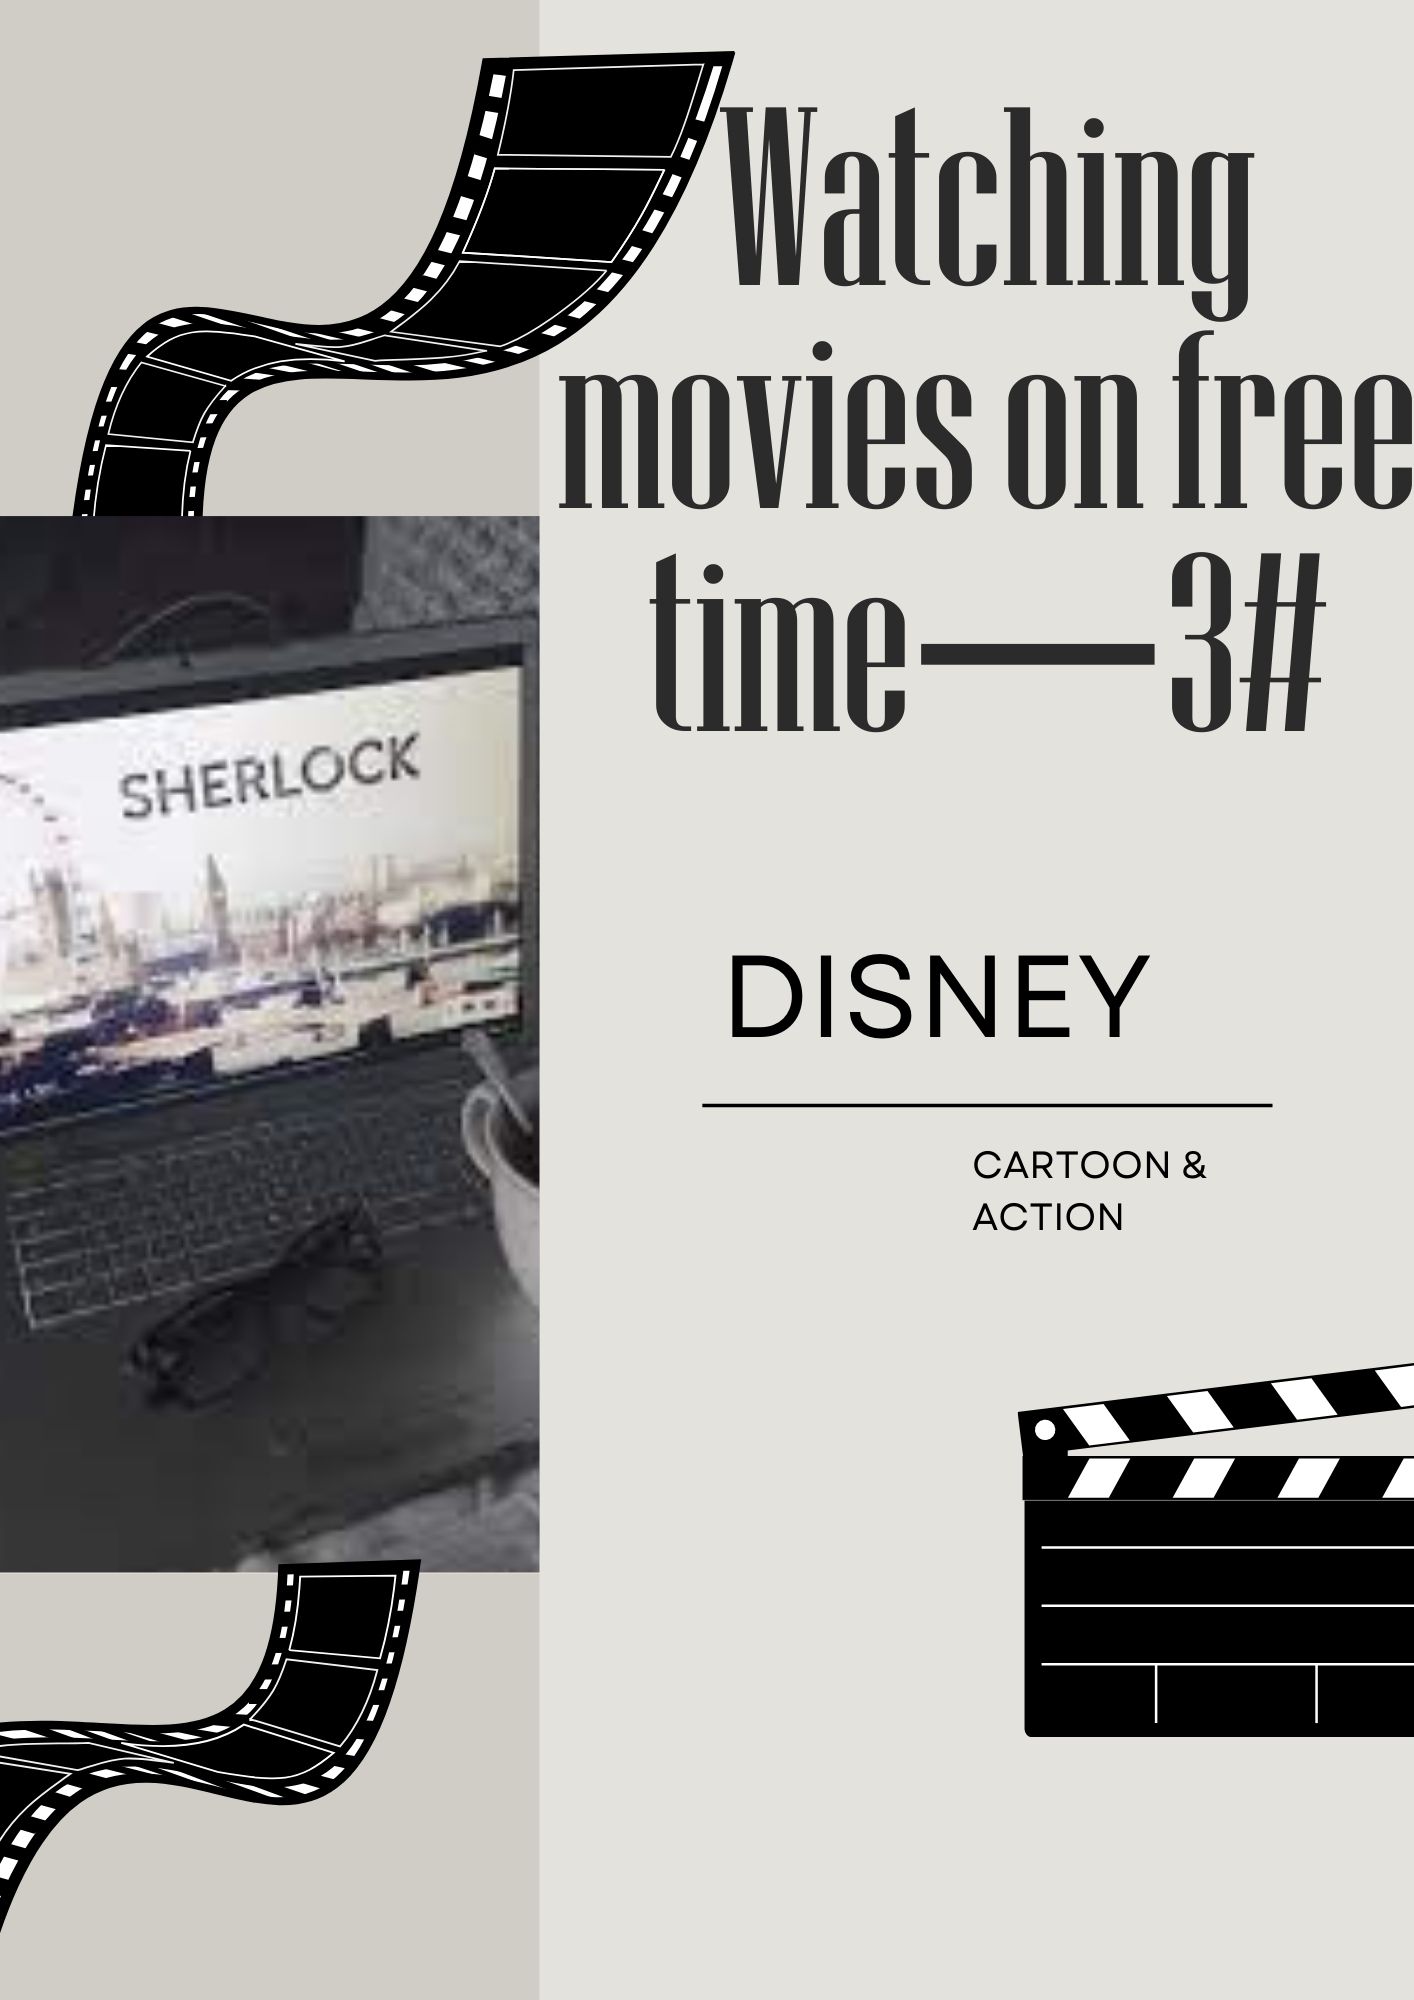 Watching
movies on free
time—3#
SHERLOCK
DISNEY
CARTOON &
ACTION